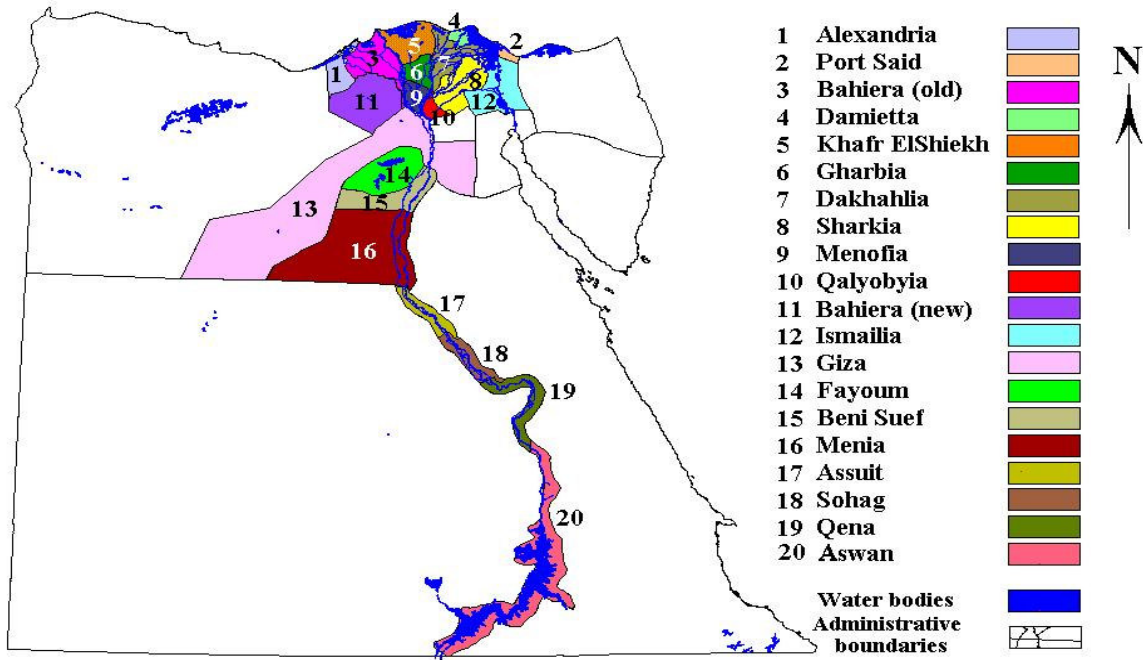 4
5
2
3
7
1
6
8
9
12
11
10
14
13
15
16
17
18
19
20
1 Alexandria
2 Port Said
3 Bahiera (old)
4 Damietta
5 Khafr ElShiekh
6 Gharbia
7 Dakhahlia
8 Sharkia
9 Menofia
10 Qalyobyia
11 Bahiera (new)
12 Ismailia
13 Giza
14 Fayoum
15 Beni Suef
16 Menia
17 Assuit
18 Sohag
19 Qena
20 Aswan
Water bodies
Administrative
boundaries
N